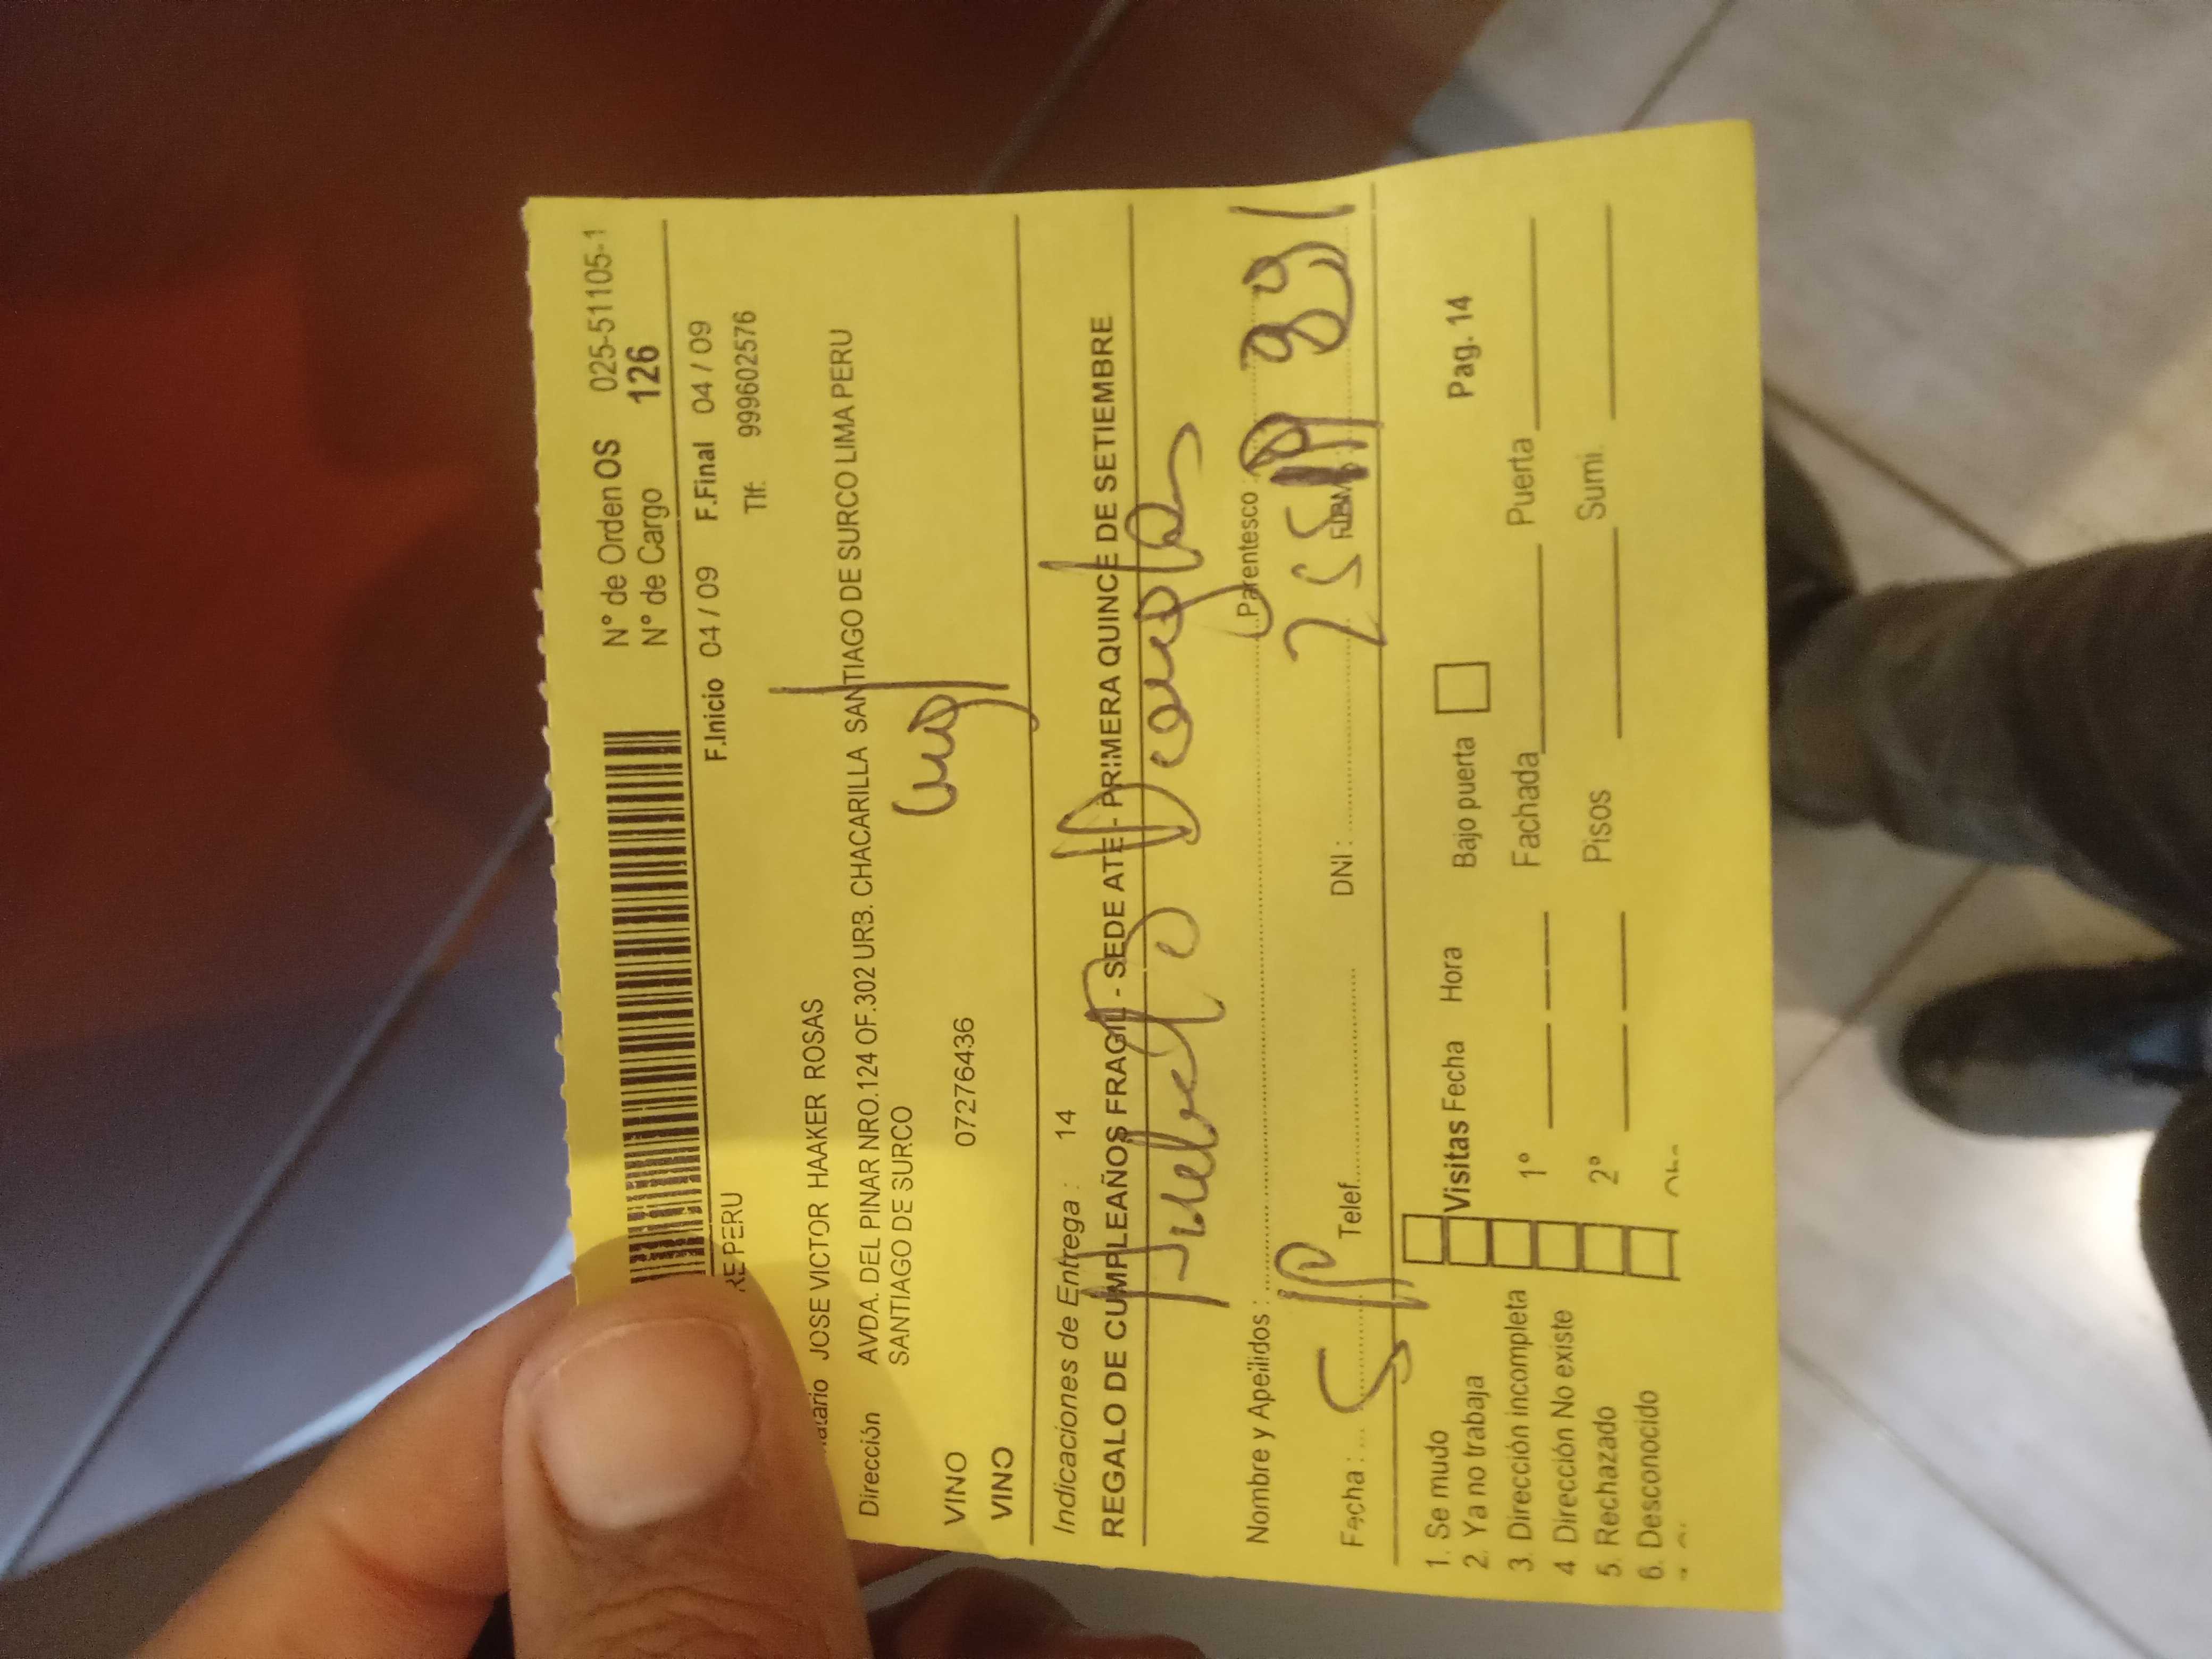 N° de Orden OS 025-51105-1
N° de Cargo 126
F.Inicio 04 / 09 F.Final 04 / 09
RE PERU Tlf: 999602576
JOSE VICTOR HAAKER ROSAS
Dirección AVDA. DEL PINAR NRO.124 OF.302 URB. CHACARILLA SANTIAGO DE SURCO LIMA PERU
SANTIAGO DE SURCO
VINO 07276436
VINO
Indicaciones de Entrega : 14
REGALO DE CUMPLEAÑOS FRAGIL - SEDE ATE - PRIMERA QUINCE DE SETIEMBRE
Nombre y Apellidos : Parentesco :
Fecha : Telef. DNI :
1. Se mudo
2. Ya no trabaja Visitas Fecha Hora Bajo puerta Pag. 14
3. Dirección incompleta 1° Fachada Puerta
4 Dirección No existe
5. Rechazado 2° Pisos Sumi.
6. Desconocido